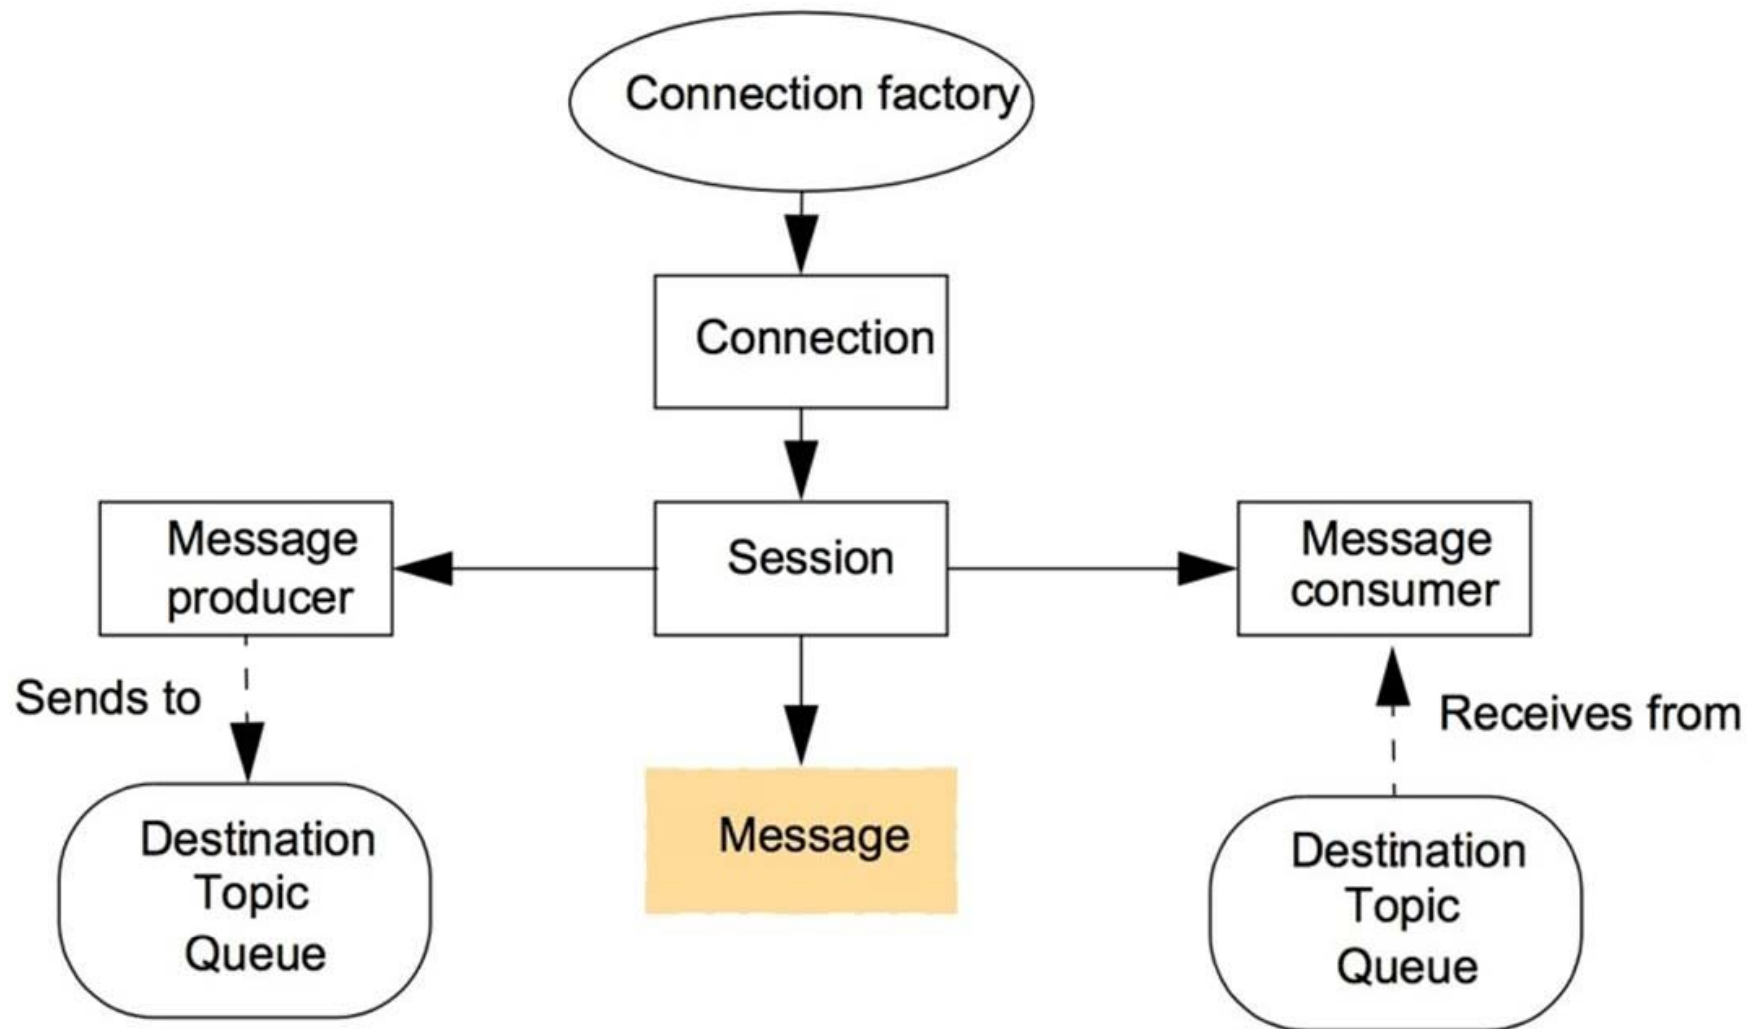 Connection factory
Connection
Message
producer
Session
Message
consumer
Sends to
Receives from
Destination
Topic
Queue
Message
Destination
Topic
Queue